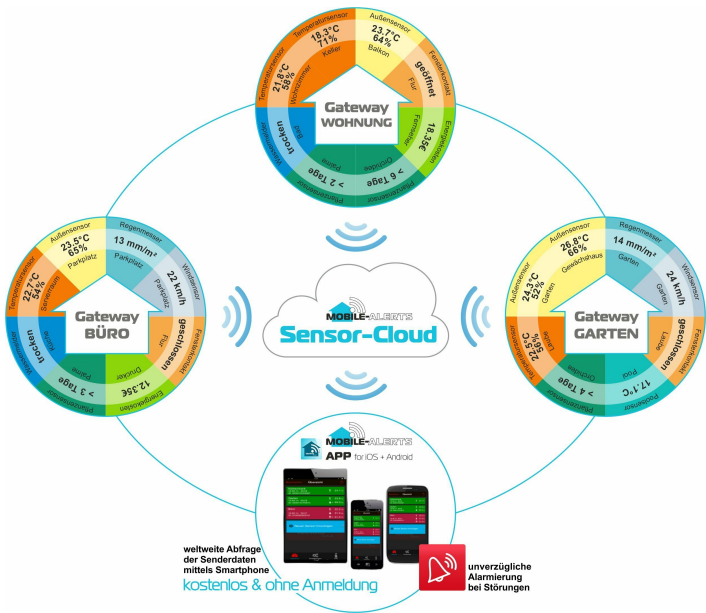 Temperatursensor
18.3°C
71%
Keller
Außensensor
23.7°C
64%
Balkon
Fensterkontakt
geöffnet
Flur
Energiekosten
18.35€
Fernseher
Pflanzensensor
> 6 Tage
Orchidee
Pflanzensensor
> 2 Tage
Palme
Wassermelder
trocken
Bad
Temperatursensor
21.8°C
58%
Wohnzimmer
Gateway
WOHNUNG
Außensensor
23.5°C
65%
Parkplatz
Regenmesser
13 mm/m²
Parkplatz
Windsensor
22 km/h
Parkplatz
Fensterkontakt
geschlossen
Flur
Energiekosten
12.35€
Drucker
Pflanzensensor
> 3 Tage
Palme
Wassermelder
trocken
Küche
Temperatursensor
22.7°C
54%
Serverraum
Gateway
BÜRO
MOBILE-ALERTS
Sensor-Cloud
Außensensor
26.8°C
66%
Gewächshaus
24.3°C
52%
Garten
Regenmesser
14 mm/m²
Garten
Windsensor
24 km/h
Garten
Fensterkontakt
geschlossen
Laube
Poolsensor
17.1°C
Pool
Pflanzensensor
> 4 Tage
Orchidee
Temperatursensor
22.5°C
56%
Laube
Gateway
GARTEN
MOBILE-ALERTS
APP for iOS + Android
weltweite Abfrage
der Senderdaten
mittels Smartphone
kostenlos & ohne Anmeldung
unverzügliche
Alarmierung
bei Störungen